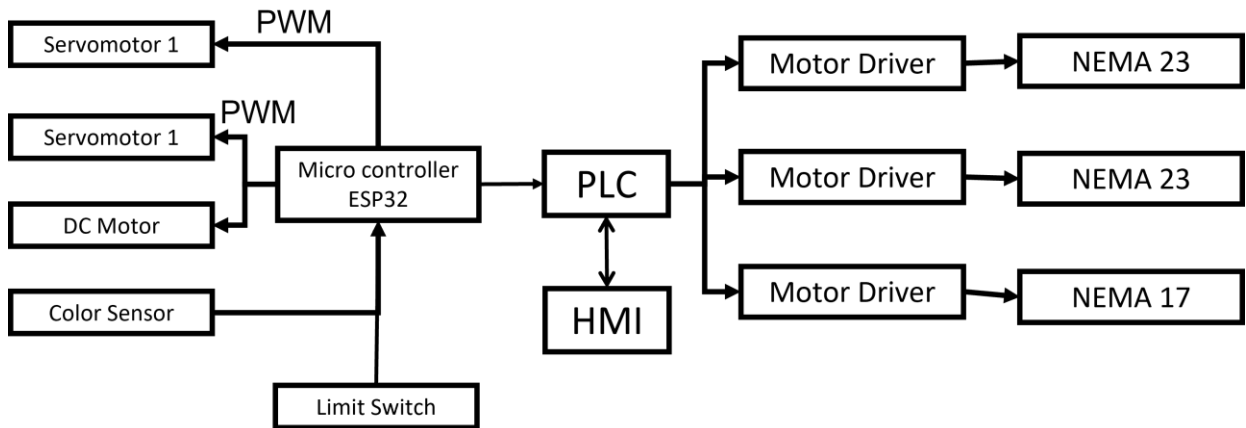 PWM
Servomotor 1
Motor Driver
NEMA 23
PWM
Servomotor 1
Micro controller
ESP32
PLC
Motor Driver
NEMA 23
DC Motor
Color Sensor
HMI
Motor Driver
NEMA 17
Limit Switch